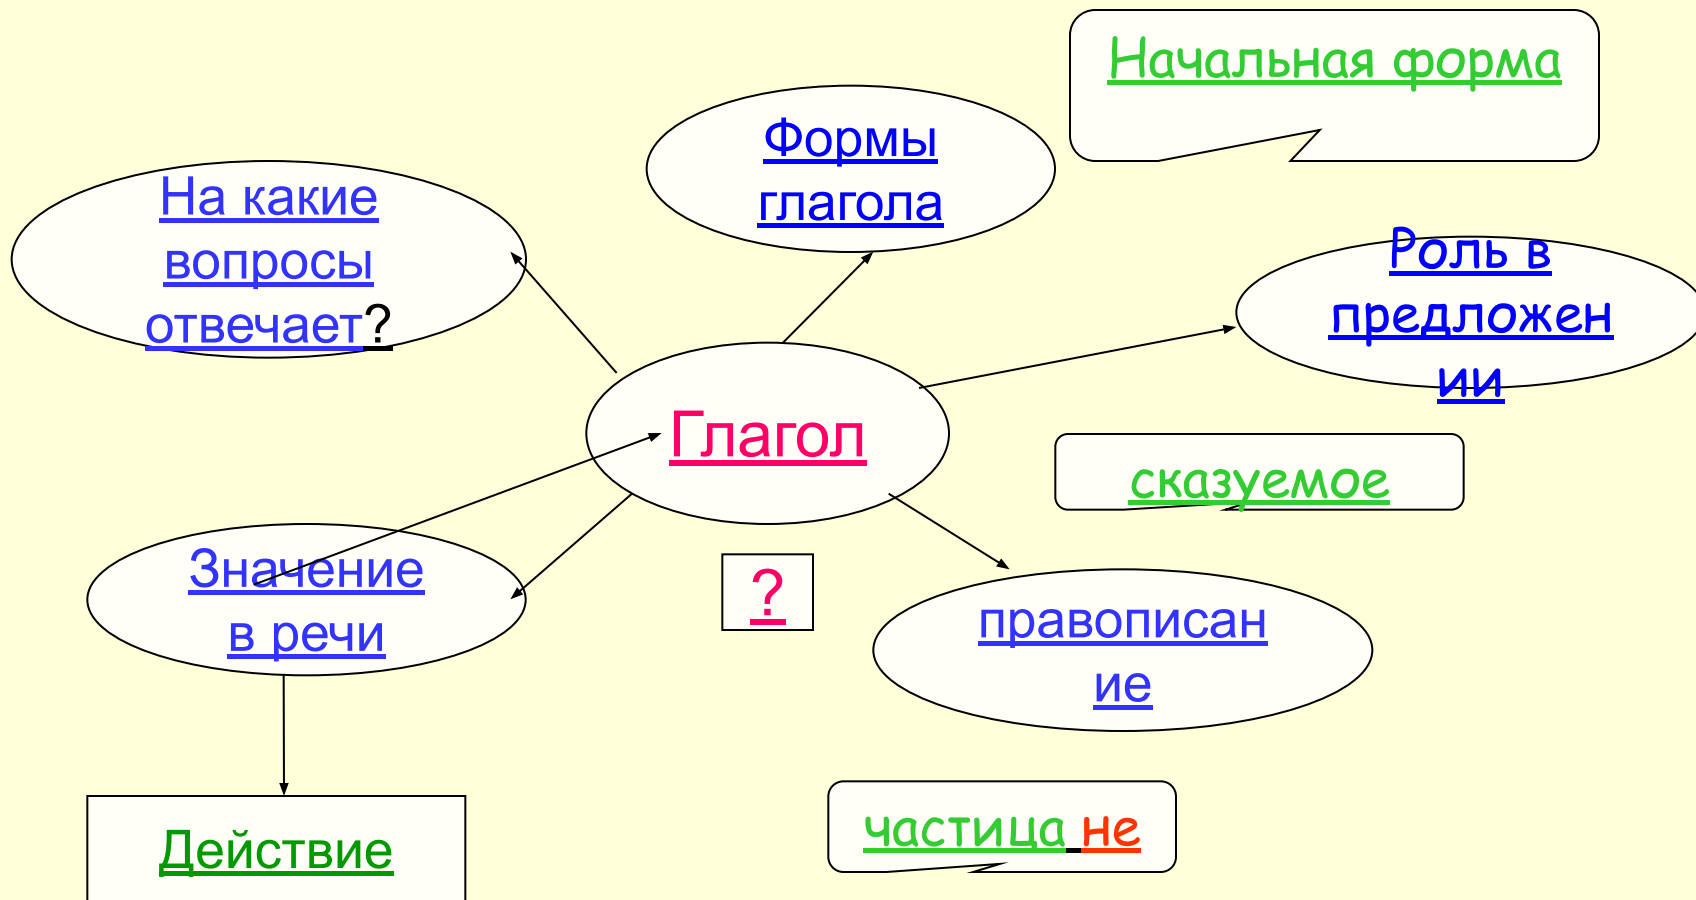 Начальная форма
Формы
глагола
На какие
вопросы
отвечает?
Роль в
предложен
ии
Глагол
сказуемое
Значение
в речи
?
правописан
ие
частица не
Действие